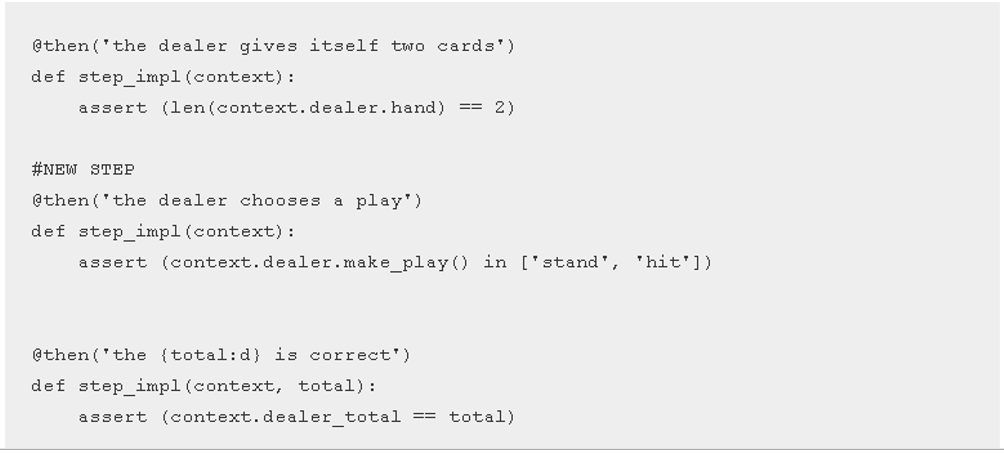 @then('the dealer gives itself two cards')
def step_impl(context):
    assert (len(context.dealer.hand) == 2)
#NEW STEP
@then('the dealer chooses a play')
def step_impl(context):
    assert (context.dealer.make_play() in ['stand', 'hit'])
@then('the {total:d} is correct')
def step_impl(context, total):
    assert (context.dealer_total == total)